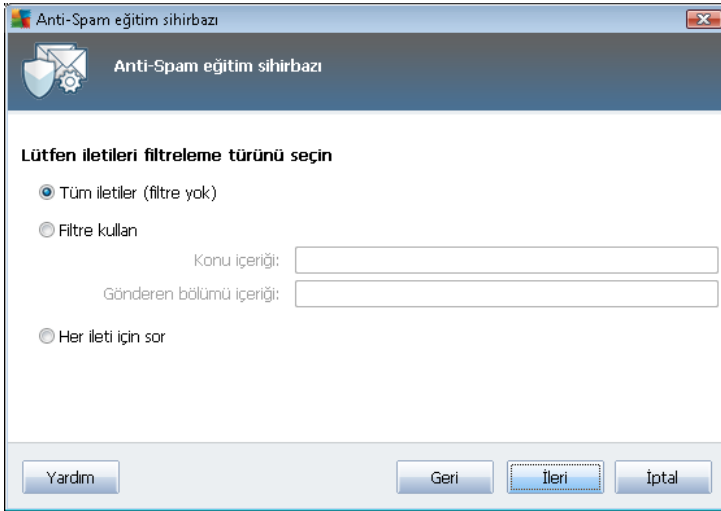 Anti-Spam eğitim sihirbazı
Anti-Spam eğitim sihirbazı
Lütfen iletileri filtreleme türünü seçin
Tüm iletiler (filtre yok)
Filtre kullan
Konu içeriği:
Gönderen bölümü içeriği:
Her ileti için sor
Yardım Geri İleri İptal